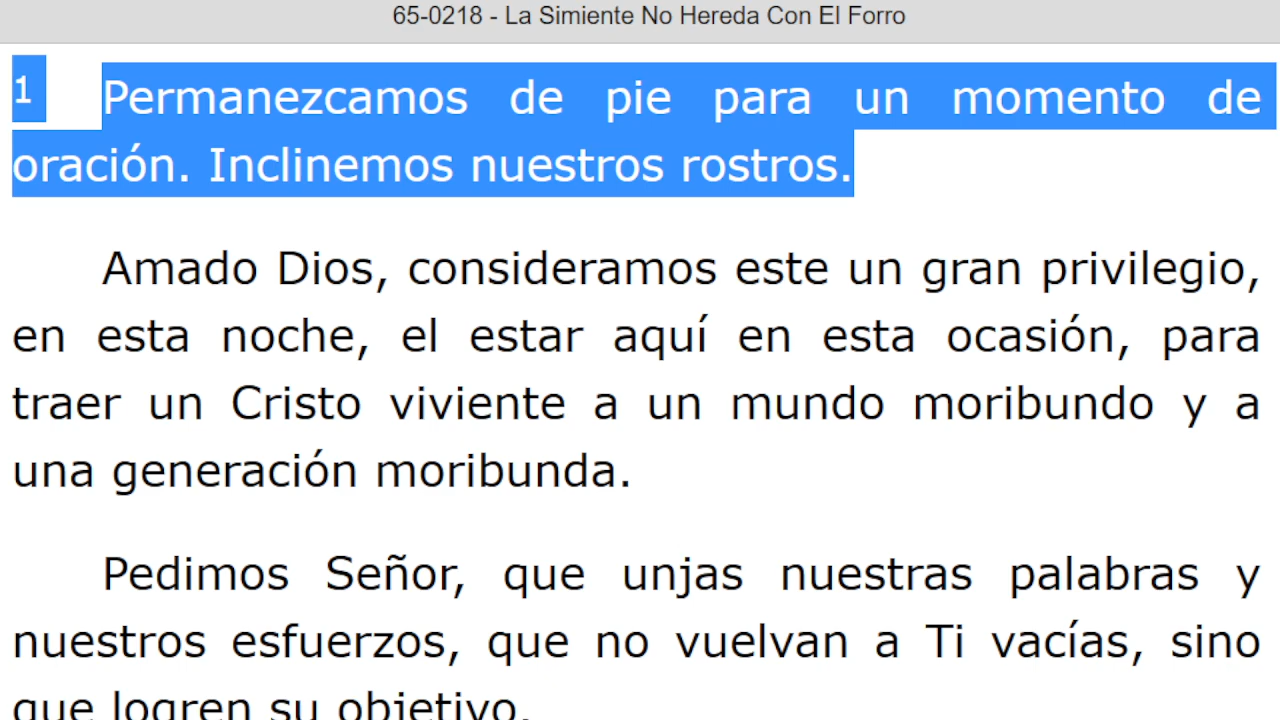 65-0218 - La Simiente No Hereda Con El Forro
1 Permanezcamos de pie para un momento de
oración. Inclinemos nuestros rostros.
Amado Dios, consideramos este un gran privilegio,
en esta noche, el estar aquí en esta ocasión, para
traer un Cristo viviente a un mundo moribundo y a
una generación moribunda.
Pedimos Señor, que unjas nuestras palabras y
nuestros esfuerzos, que no vuelvan a Ti vacías, sino
que logren su objetivo.